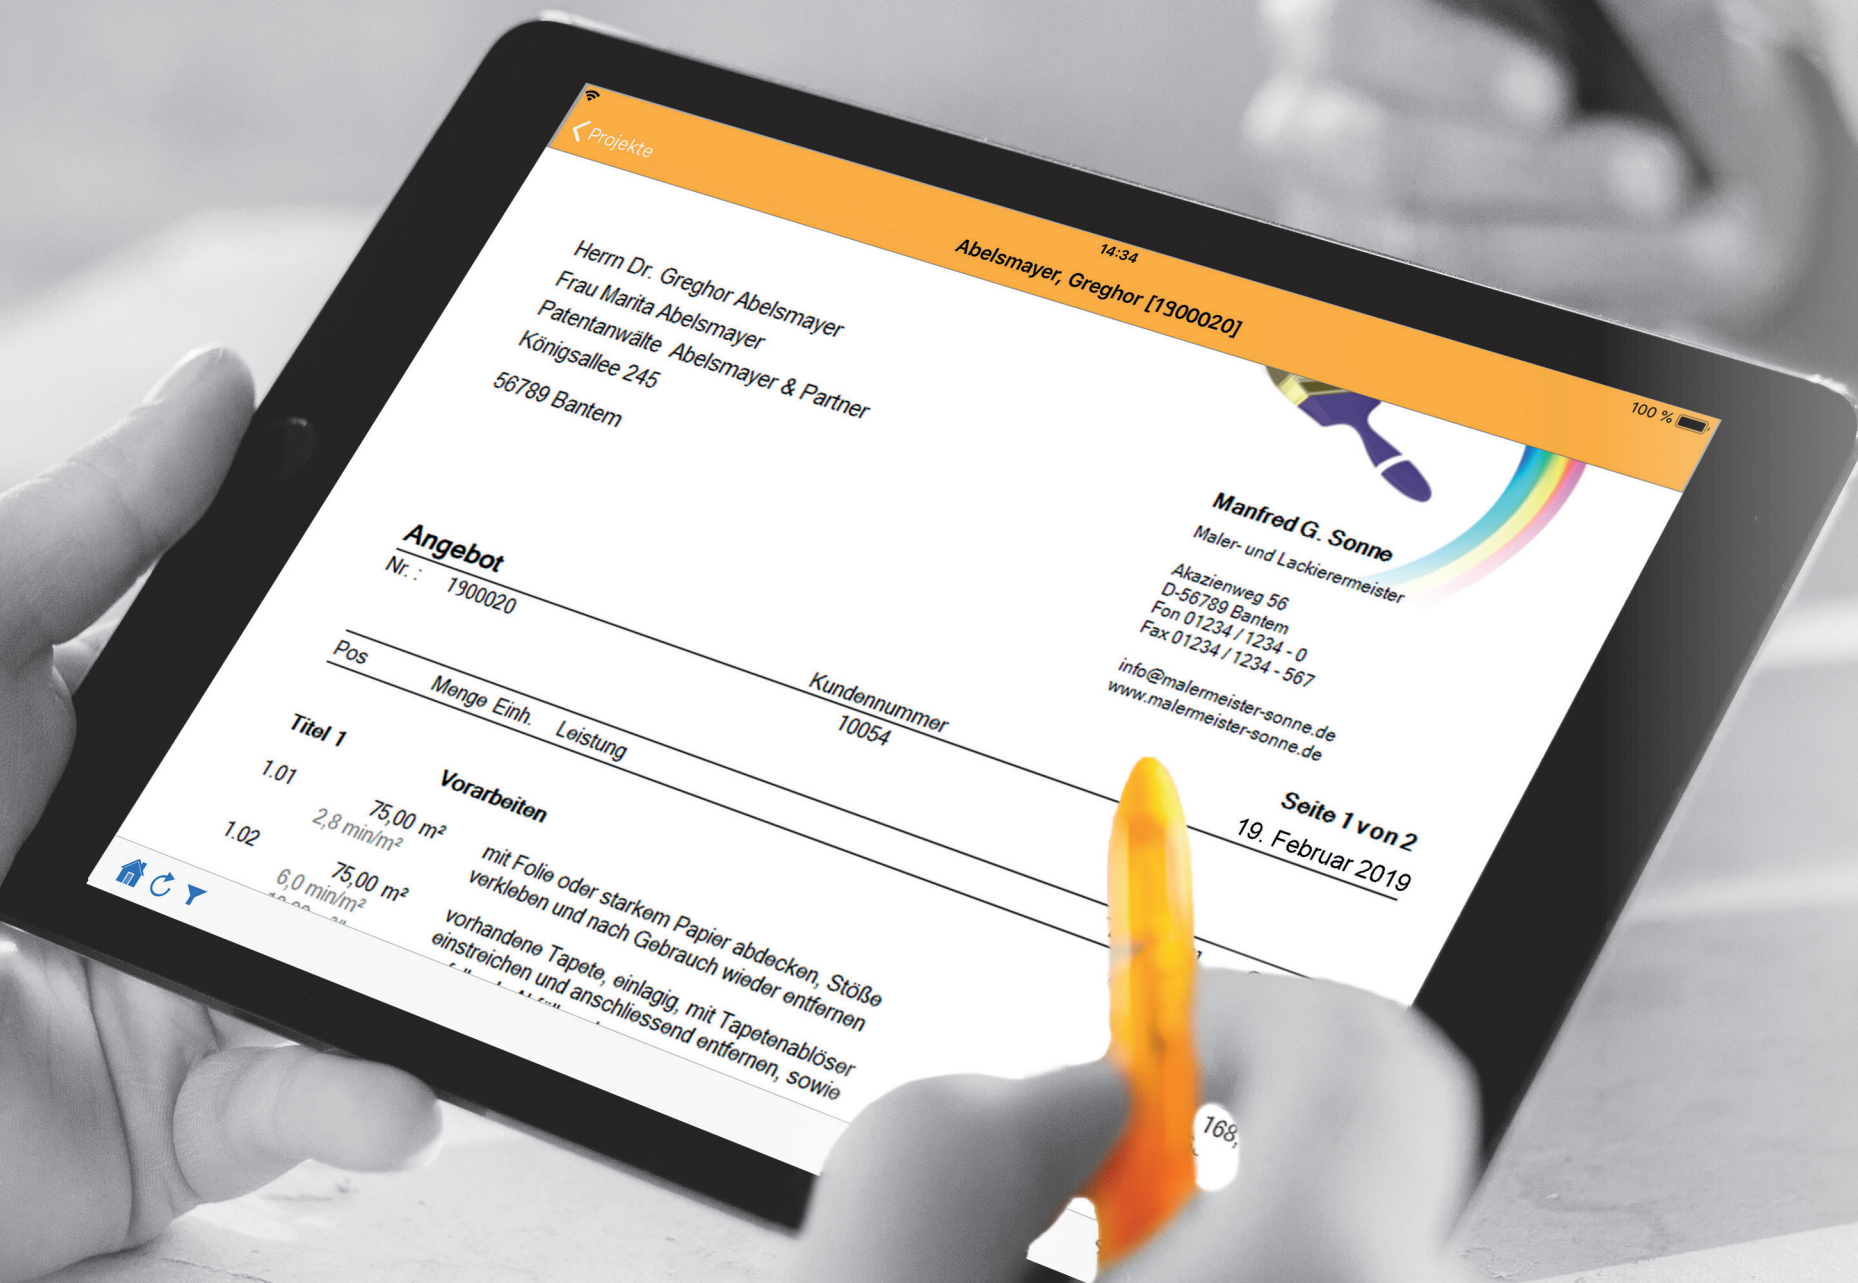 Projekte
14:34
100 %
Abelsmayer, Greghor [1900020]
Herrn Dr. Greghor Abelsmayer
Frau Marita Abelsmayer
Patentanwälte Abelsmayer & Partner
Königsallee 245
56789 Bantem
Manfred G. Sonne
Maler- und Lackierermeister
Akazienweg 56
D-56789 Bantem
Fon 01234 / 1234 - 0
Fax 01234 / 1234 - 567
info@malermeister-sonne.de
www.malermeister-sonne.de
Angebot
Seite 1 von 2
Nr. : 1900020
Kundennummer
10054
19. Februar 2019
Pos Menge Einh. Leistung
Titel 1 Vorarbeiten
1.01 75,00 m² mit Folie oder starkem Papier abdecken, Stöße
2,8 min/m² verkleben und nach Gebrauch wieder entfernen
1.02 75,00 m² vorhandene Tapete, einlagig, mit Tapetenablöser
6,0 min/m² einstreichen und anschliessend entfernen, sowie
168,